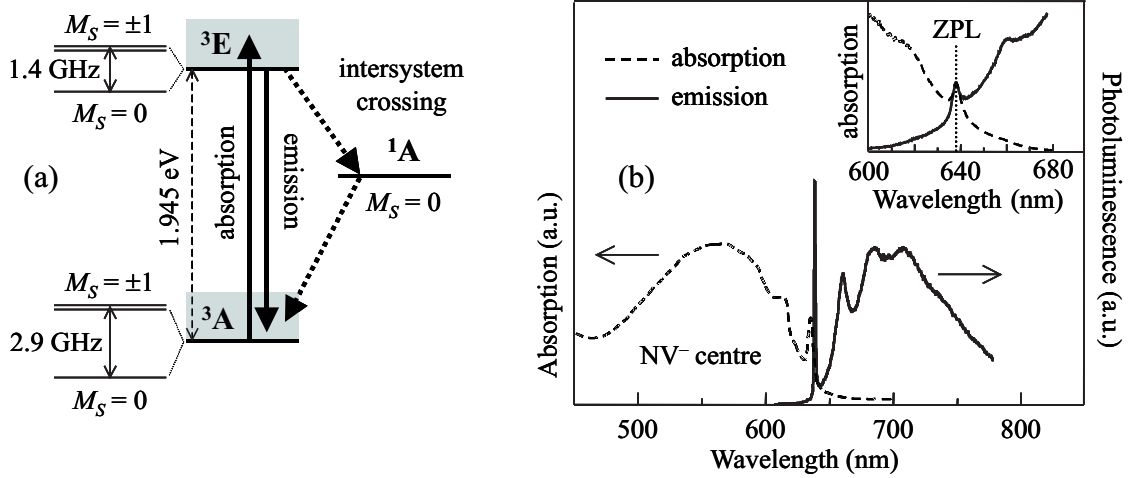 (a)
M_S = ±1
1.4 GHz
M_S = 0
³E
1.945 eV
absorption
emission
intersystem
crossing
¹A
M_S = 0
M_S = ±1
2.9 GHz
M_S = 0
³A
(b)
absorption
emission
absorption
ZPL
600
640
680
Wavelength (nm)
Absorption (a.u.)
Photoluminescence (a.u.)
NV⁻ centre
500
600
700
800
Wavelength (nm)